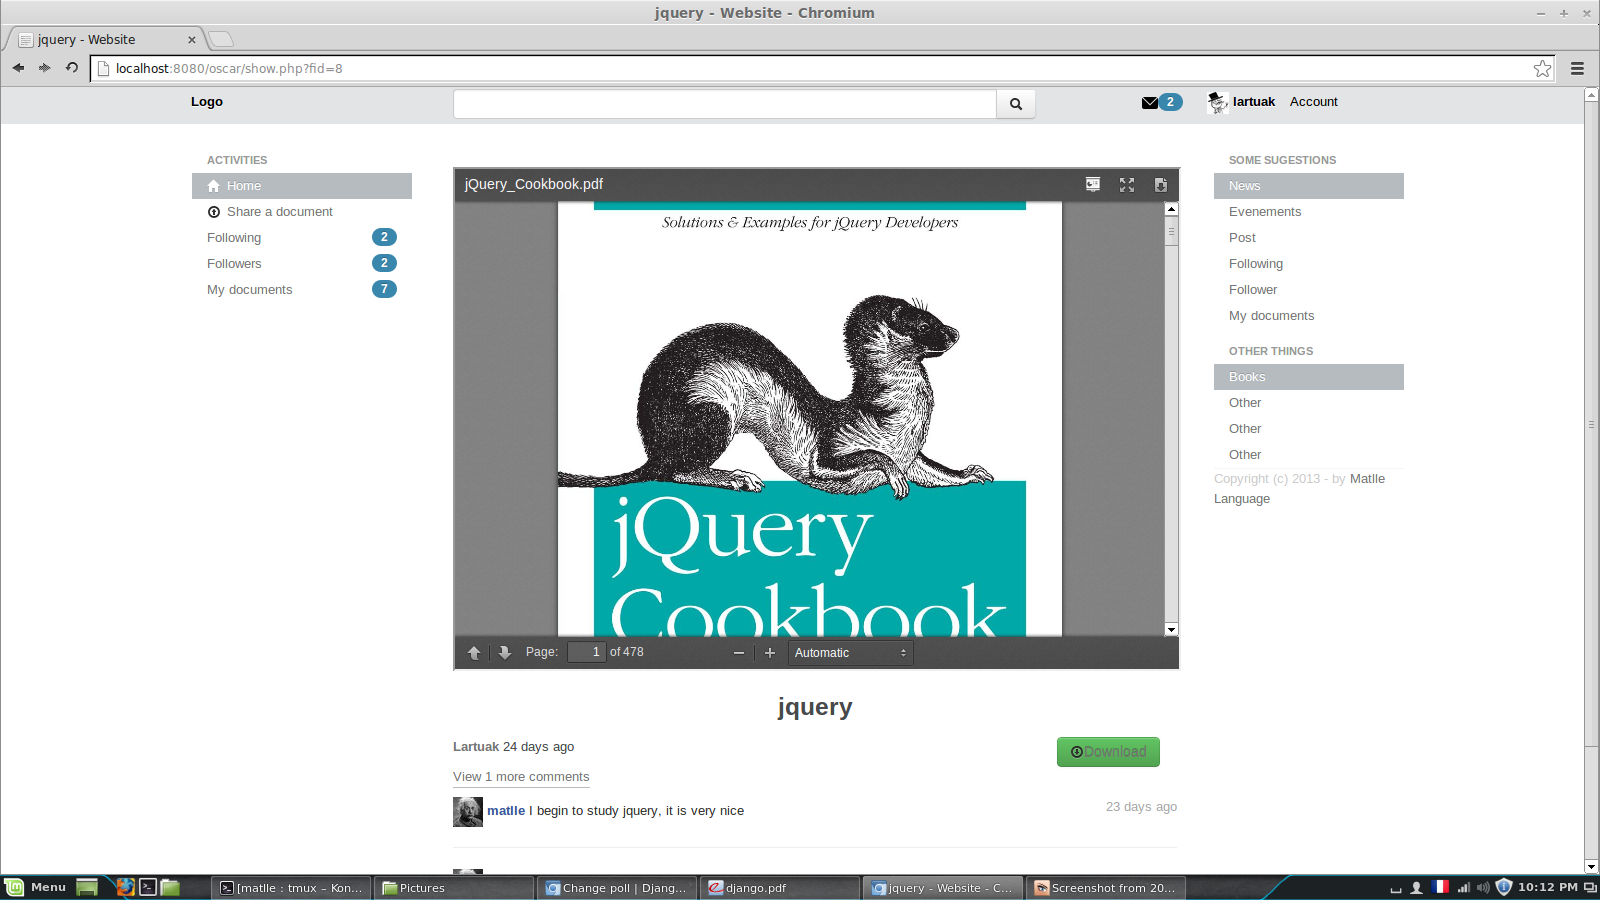 jquery - Website - Chromium
jquery - Website
localhost:8080/oscar/show.php?fid=8
Logo
2
lartuak
Account
ACTIVITIES
Home
Share a document
Following 2
Followers 2
My documents 7
jQuery_Cookbook.pdf
Solutions & Examples for jQuery Developers
jQuery
Cookbook
Page: 1 of 478
Automatic
jquery
Lartuak 24 days ago
Download
View 1 more comments
matlle I begin to study jquery, it is very nice
23 days ago
SOME SUGESTIONS
News
Evenements
Post
Following
Follower
My documents
OTHER THINGS
Books
Other
Other
Other
Copyright (c) 2013 - by Matlle
Language
Menu
[matlle : tmux – Kon...
Pictures
Change poll | Djang...
django.pdf
jquery - Website - C...
Screenshot from 20...
10:12 PM